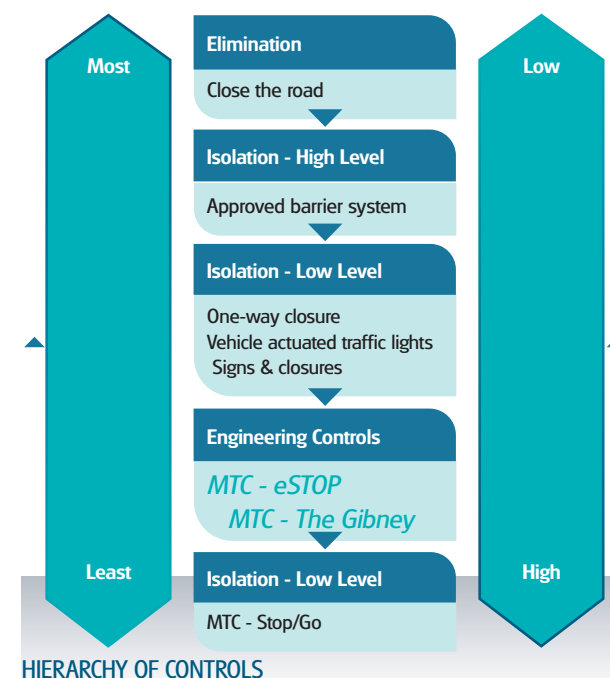 Most
Elimination
Close the road
Low
Isolation - High Level
Approved barrier system
Isolation - Low Level
One-way closure
Vehicle actuated traffic lights
Signs & closures
Engineering Controls
MTC - eSTOP
MTC - The Gibney
Least
Isolation - Low Level
MTC - Stop/Go
High
HIERARCHY OF CONTROLS